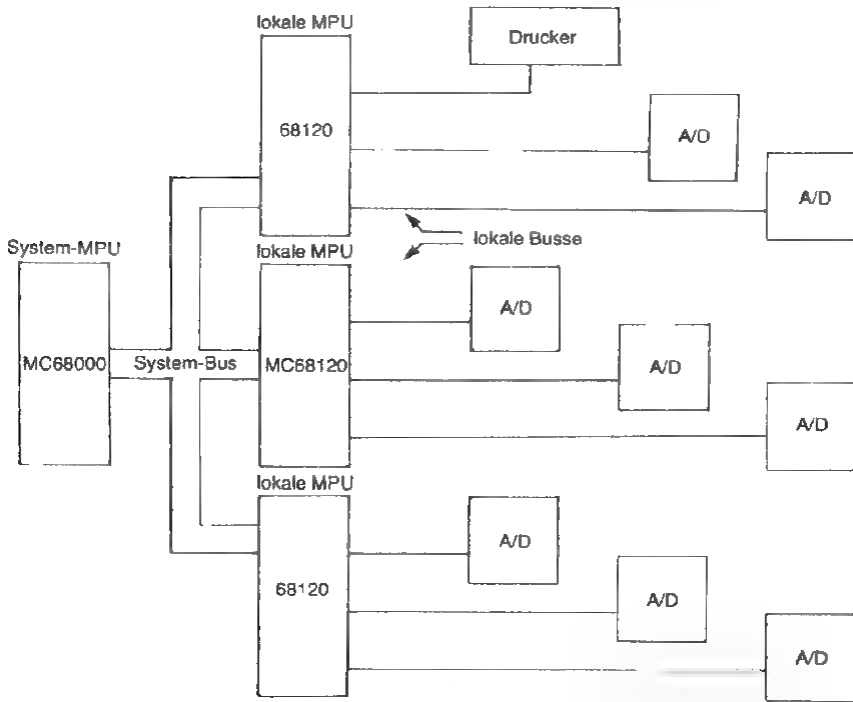 lokale MPU
Drucker
68120
A/D
A/D
lokale Busse
System-MPU
lokale MPU
MC68000
System-Bus
MC68120
A/D
A/D
A/D
lokale MPU
68120
A/D
A/D
A/D